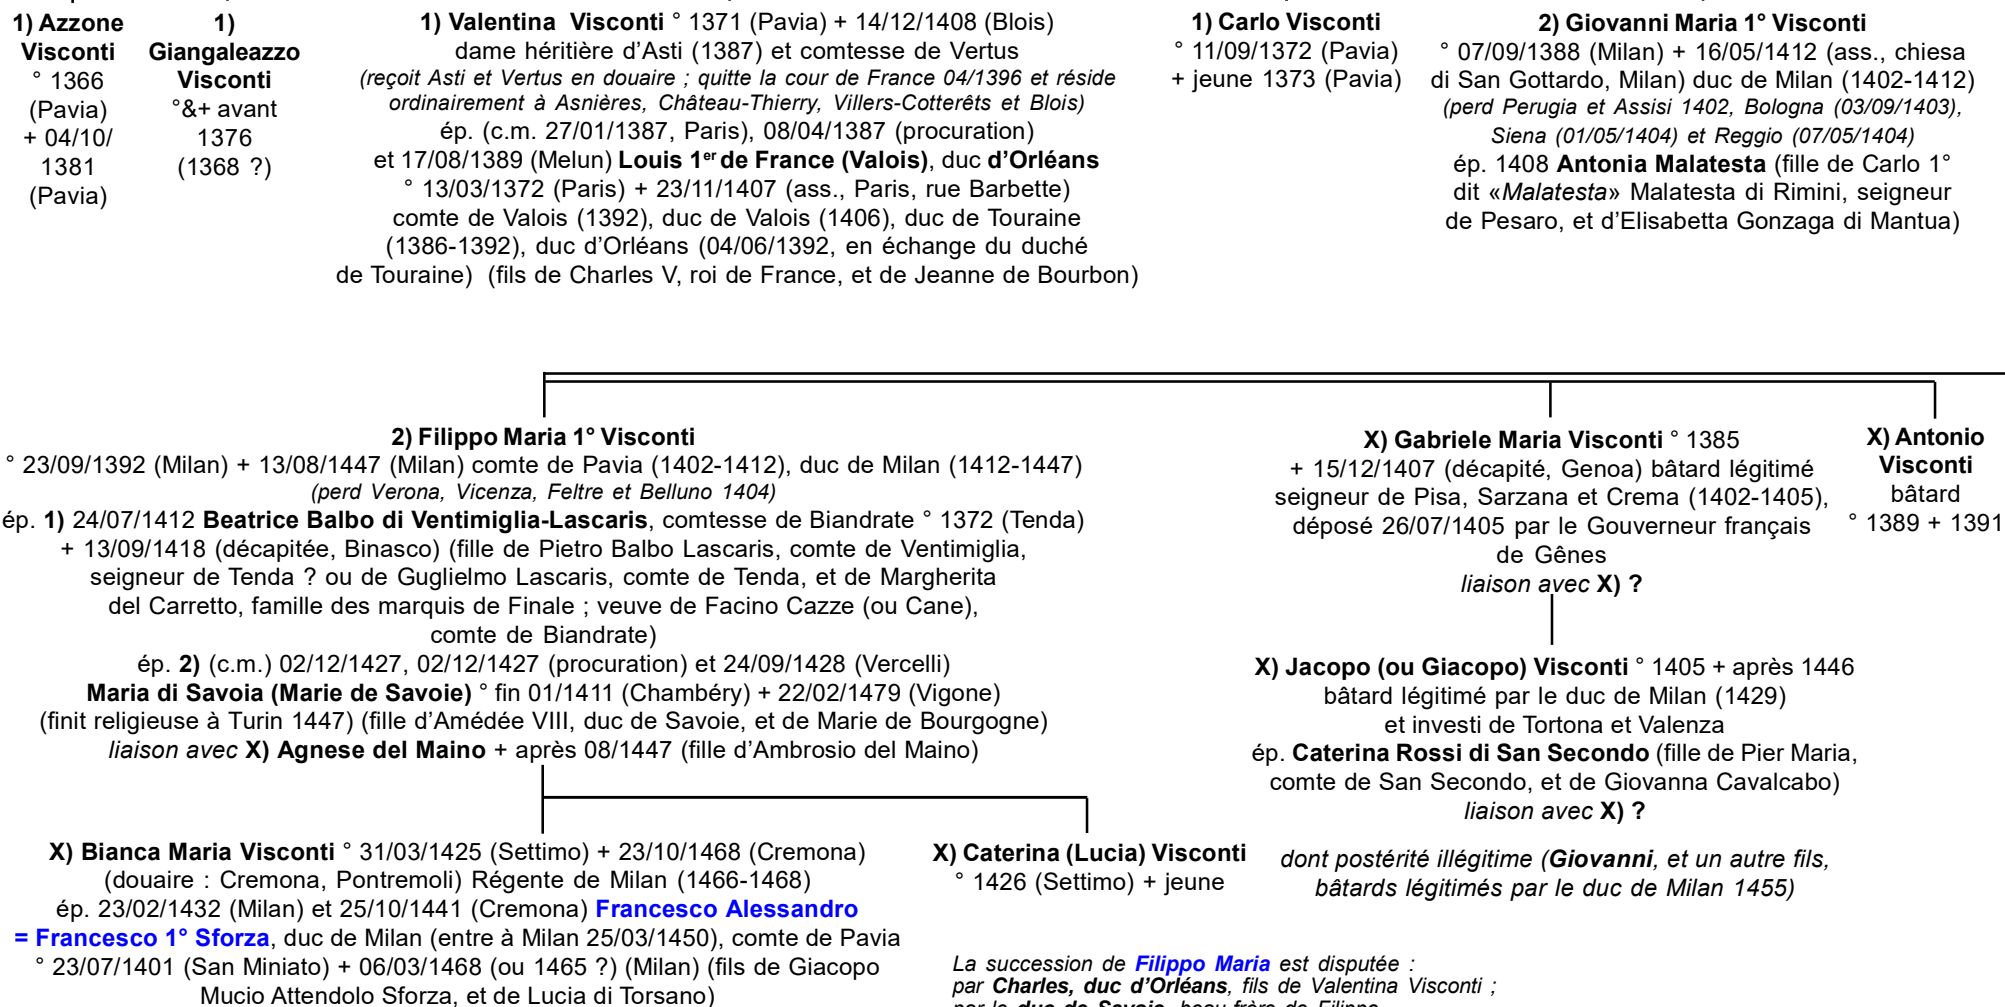 1) Azzone
Visconti
° 1366
(Pavia)
+ 04/10/
1381
(Pavia)
1)
Giangaleazzo
Visconti
°&+ avant
1376
(1368 ?)
1) Valentina Visconti ° 1371 (Pavia) + 14/12/1408 (Blois)
dame héritière d’Asti (1387) et comtesse de Vertus
(reçoit Asti et Vertus en douaire ; quitte la cour de France 04/1396 et réside
ordinairement à Asnières, Château-Thierry, Villers-Cotterêts et Blois)
ép. (c.m. 27/01/1387, Paris), 08/04/1387 (procuration)
et 17/08/1389 (Melun) Louis 1er de France (Valois), duc d’Orléans
° 13/03/1372 (Paris) + 23/11/1407 (ass., Paris, rue Barbette)
comte de Valois (1392), duc de Valois (1406), duc de Touraine
(1386-1392), duc d’Orléans (04/06/1392, en échange du duché
de Touraine) (fils de Charles V, roi de France, et de Jeanne de Bourbon)
1) Carlo Visconti
° 11/09/1372 (Pavia)
+ jeune 1373 (Pavia)
2) Giovanni Maria 1° Visconti
° 07/09/1388 (Milan) + 16/05/1412 (ass., chiesa
di San Gottardo, Milan) duc de Milan (1402-1412)
(perd Perugia et Assisi 1402, Bologna (03/09/1403),
Siena (01/05/1404) et Reggio (07/05/1404)
ép. 1408 Antonia Malatesta (fille de Carlo 1°
dit «Malatesta» Malatesta di Rimini, seigneur
de Pesaro, et d’Elisabetta Gonzaga di Mantua)
2) Filippo Maria 1° Visconti
° 23/09/1392 (Milan) + 13/08/1447 (Milan) comte de Pavia (1402-1412), duc de Milan (1412-1447)
(perd Verona, Vicenza, Feltre et Belluno 1404)
ép. 1) 24/07/1412 Beatrice Balbo di Ventimiglia-Lascaris, comtesse de Biandrate ° 1372 (Tenda)
+ 13/09/1418 (décapitée, Binasco) (fille de Pietro Balbo Lascaris, comte de Ventimiglia,
seigneur de Tenda ? ou de Guglielmo Lascaris, comte de Tenda, et de Margherita
del Carretto, famille des marquis de Finale ; veuve de Facino Cazze (ou Cane),
comte de Biandrate)
ép. 2) (c.m.) 02/12/1427, 02/12/1427 (procuration) et 24/09/1428 (Vercelli)
Maria di Savoia (Marie de Savoie) ° fin 01/1411 (Chambéry) + 22/02/1479 (Vigone)
(finit religieuse à Turin 1447) (fille d’Amédée VIII, duc de Savoie, et de Marie de Bourgogne)
liaison avec X) Agnese del Maino + après 08/1447 (fille d’Ambrosio del Maino)
X) Gabriele Maria Visconti ° 1385
+ 15/12/1407 (décapité, Genoa) bâtard légitimé
seigneur de Pisa, Sarzana et Crema (1402-1405),
déposé 26/07/1405 par le Gouverneur français
de Gênes
liaison avec X) ?
X) Antonio
Visconti
bâtard
° 1389 + 1391
X) Jacopo (ou Giacopo) Visconti ° 1405 + après 1446
bâtard légitimé par le duc de Milan (1429)
et investi de Tortona et Valenza
ép. Caterina Rossi di San Secondo (fille de Pier Maria,
comte de San Secondo, et de Giovanna Cavalcabo)
liaison avec X) ?
X) Bianca Maria Visconti ° 31/03/1425 (Settimo) + 23/10/1468 (Cremona)
(douaire : Cremona, Pontremoli) Régente de Milan (1466-1468)
ép. 23/02/1432 (Milan) et 25/10/1441 (Cremona) Francesco Alessandro
= Francesco 1° Sforza, duc de Milan (entre à Milan 25/03/1450), comte de Pavia
° 23/07/1401 (San Miniato) + 06/03/1468 (ou 1465 ?) (Milan) (fils de Giacopo
Mucio Attendolo Sforza, et de Lucia di Torsano)
X) Caterina (Lucia) Visconti
° 1426 (Settimo) + jeune
dont postérité illégitime (Giovanni, et un autre fils,
bâtards légitimés par le duc de Milan 1455)
La succession de Filippo Maria est disputée :
par Charles, duc d’Orléans, fils de Valentina Visconti ;
par le duc de Savoie, beau frère de Filippo